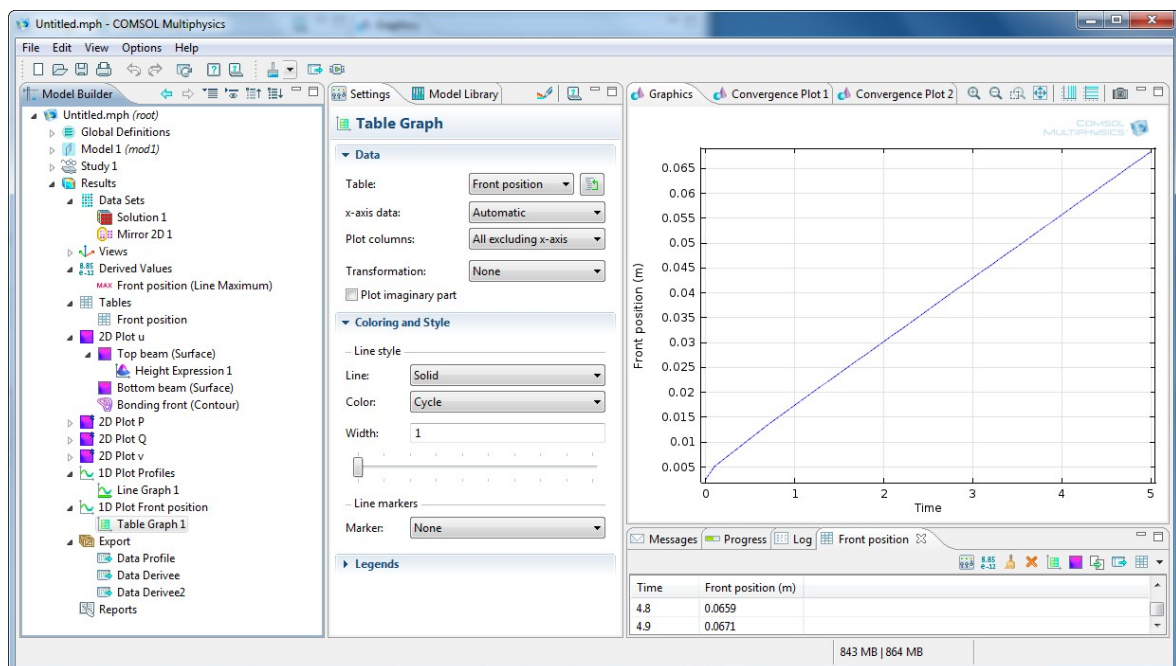 Untitled.mph - COMSOL Multiphysics
File Edit View Options Help
Model Builder
Untitled.mph (root)
Global Definitions
Model 1 (mod1)
Study 1
Results
Data Sets
Solution 1
Mirror 2D 1
Views
8.85
e-12
Derived Values
MAX Front position (Line Maximum)
Tables
Front position
2D Plot u
Top beam (Surface)
Height Expression 1
Bottom beam (Surface)
Bonding front (Contour)
2D Plot P
2D Plot Q
2D Plot v
1D Plot Profiles
Line Graph 1
1D Plot Front position
Table Graph 1
Export
Data Profile
Data Derivee
Data Derivee2
Reports
Settings Model Library
Table Graph
Data
Table: Front position
x-axis data: Automatic
Plot columns: All excluding x-axis
Transformation: None
Plot imaginary part
Coloring and Style
Line style
Line: Solid
Color: Cycle
Width: 1
Line markers
Marker: None
Legends
Graphics Convergence Plot 1 Convergence Plot 2
COMSOL
MULTIPHYSICS
Front position (m)
0.065
0.06
0.055
0.05
0.045
0.04
0.035
0.03
0.025
0.02
0.015
0.01
0.005
0 1 2 3 4 5
Time
Messages Progress Log Front position
8.85
e-12
Time Front position (m)
4.8 0.0659
4.9 0.0671
843 MB | 864 MB